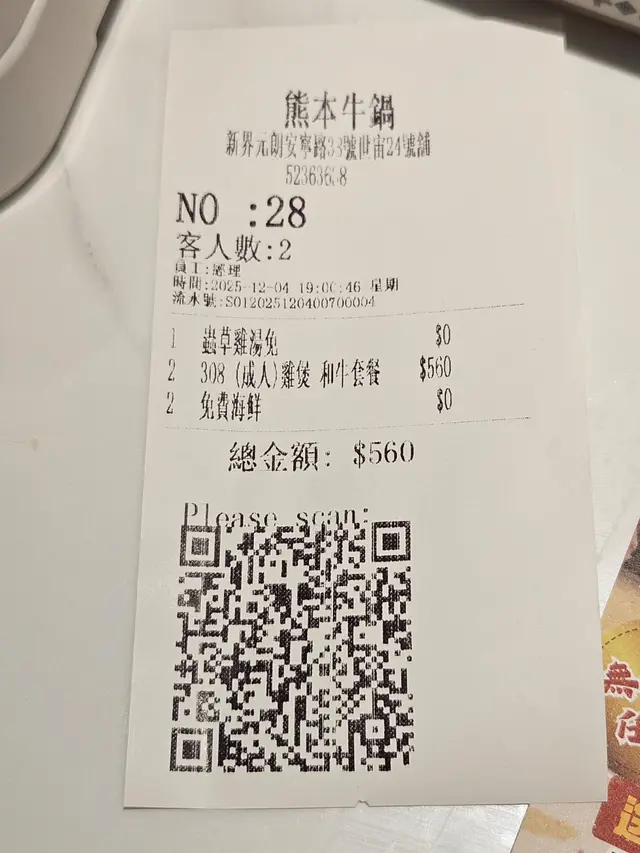 熊本牛鍋
新界元朗安寧路33號世宙24號舖
NO :28
客人數:2
員工:經理
時間:2025-12-04 19:00:46 星期
流水號:S012025120400700004
1 蟲草雞湯免 $0
2 308 (成人)雞煲 和牛套餐 $560
2 免費海鮮 $0
總金額: $560
Please scan:
無
任